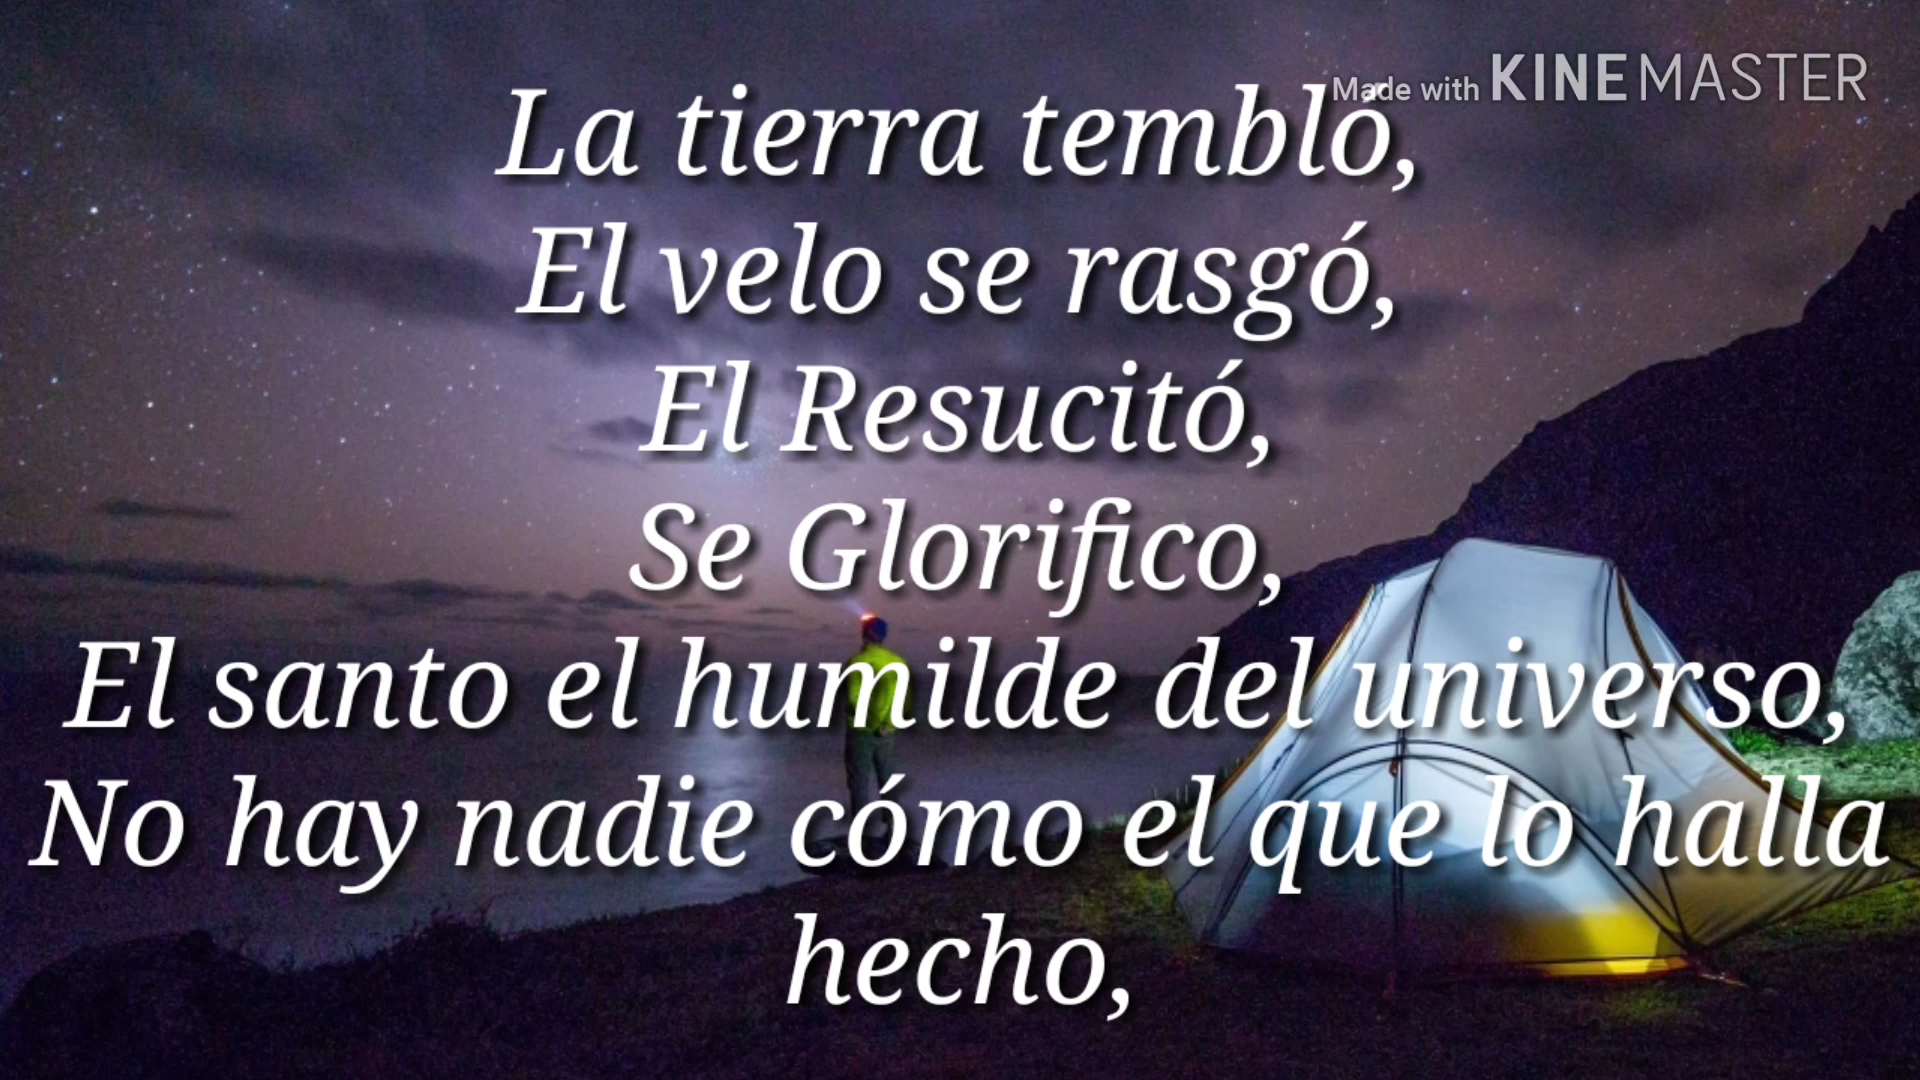 Made with KINEMASTER
La tierra tembló,
El velo se rasgó,
El Resucitó,
Se Glorifico,
El santo el humilde del universo,
No hay nadie cómo el que lo halla
hecho,